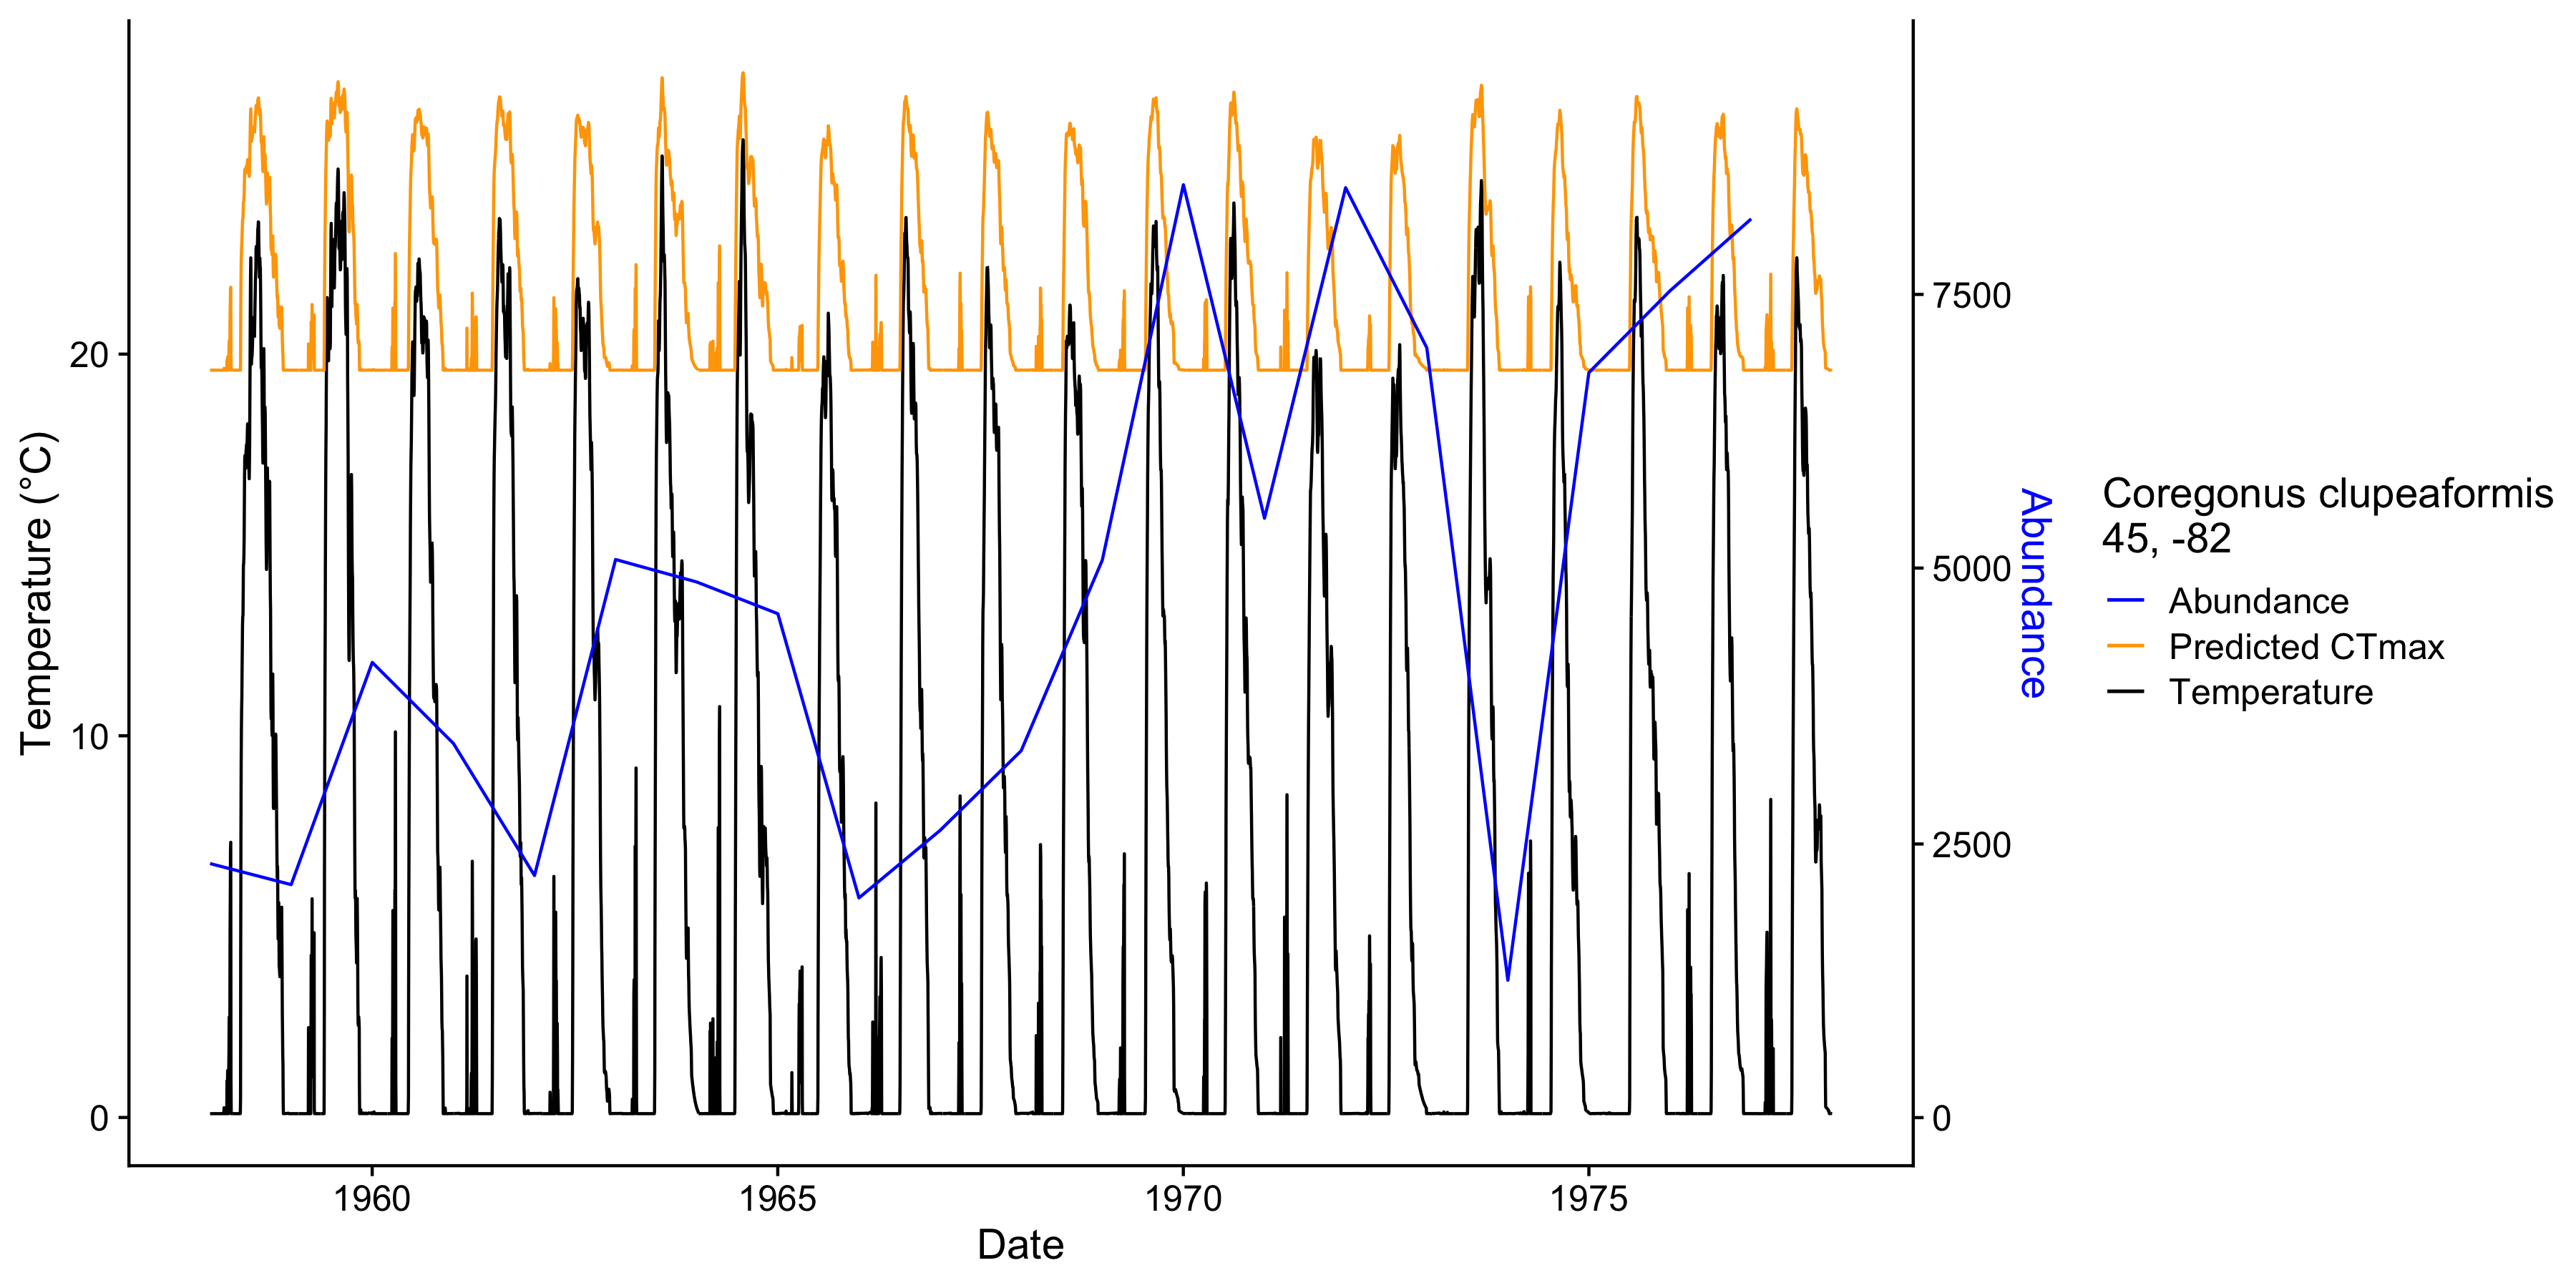 Temperature (°C)
20
10
0
1960
1965
1970
1975
Date
7500
5000
2500
0
Abundance
Coregonus clupeaformis
45, -82
Abundance
Predicted CTmax
Temperature